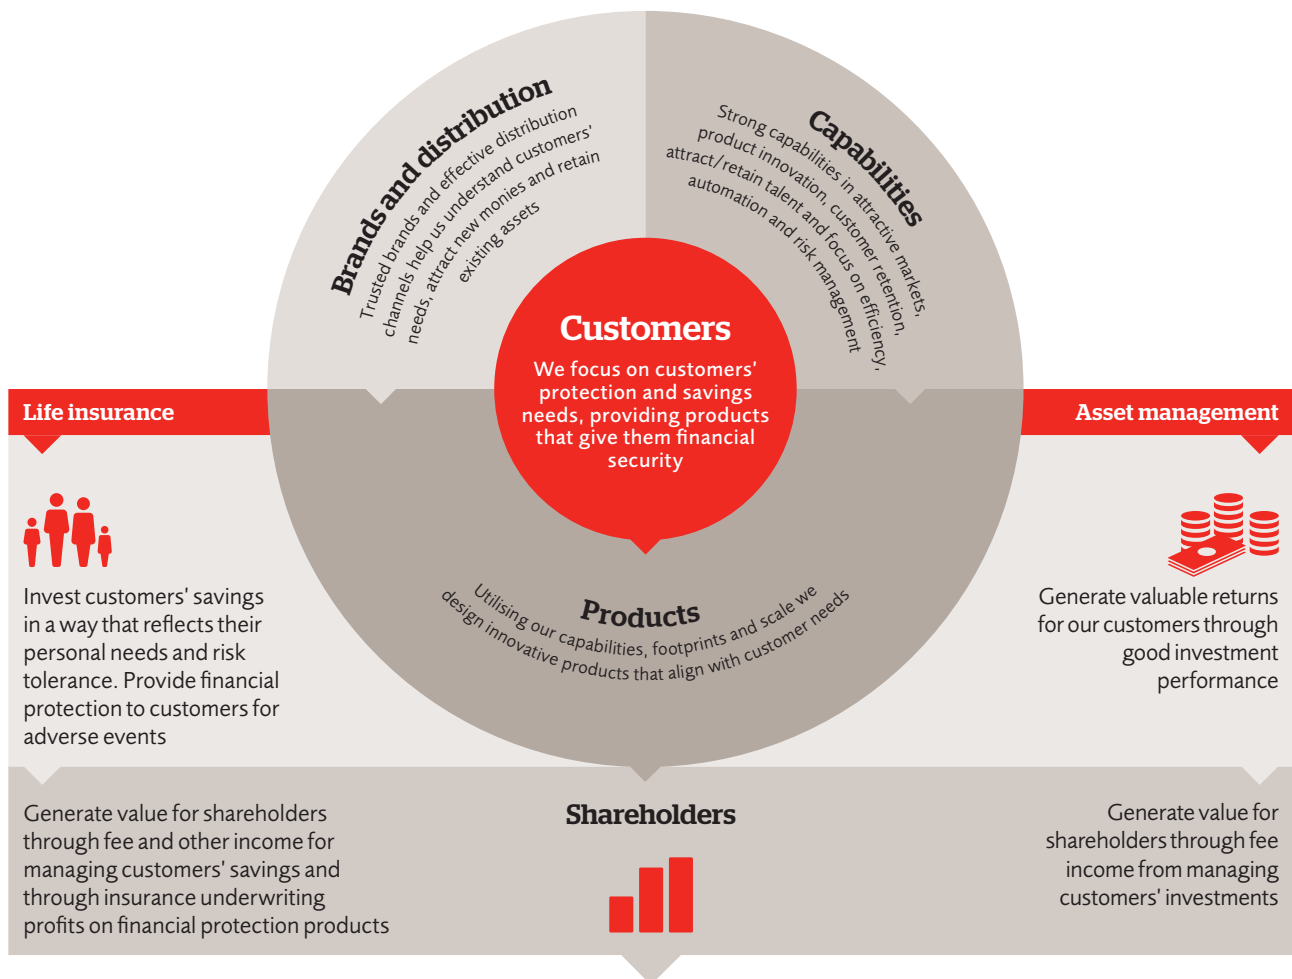 Brands and distribution
Trusted brands and effective distribution
channels help us understand customers'
needs, attract new monies and retain
existing assets
Capabilities
Strong capabilities in attractive markets,
product innovation, customer retention,
attract/retain talent and focus on efficiency,
automation and risk management
Customers
We focus on customers'
protection and savings
needs, providing products
that give them financial
security
Life insurance
Asset management
Invest customers' savings
in a way that reflects their
personal needs and risk
tolerance. Provide financial
protection to customers for
adverse events
Products
Utilising our capabilities, footprints and scale we
design innovative products that align with customer needs
Generate valuable returns
for our customers through
good investment
performance
Generate value for shareholders
through fee and other income for
managing customers' savings and
through insurance underwriting
profits on financial protection products
Shareholders
Generate value for
shareholders through fee
income from managing
customers' investments